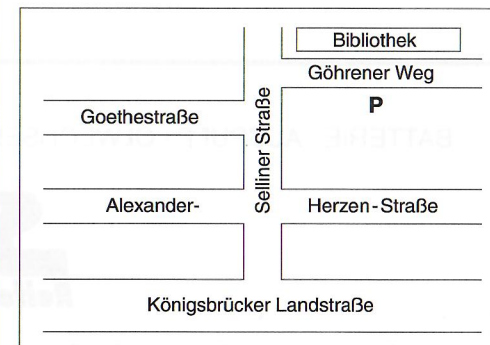 Bibliothek
Göhrener Weg
P
Goethestraße
Selliner Straße
Alexander- Herzen-Straße
Königsbrücker Landstraße